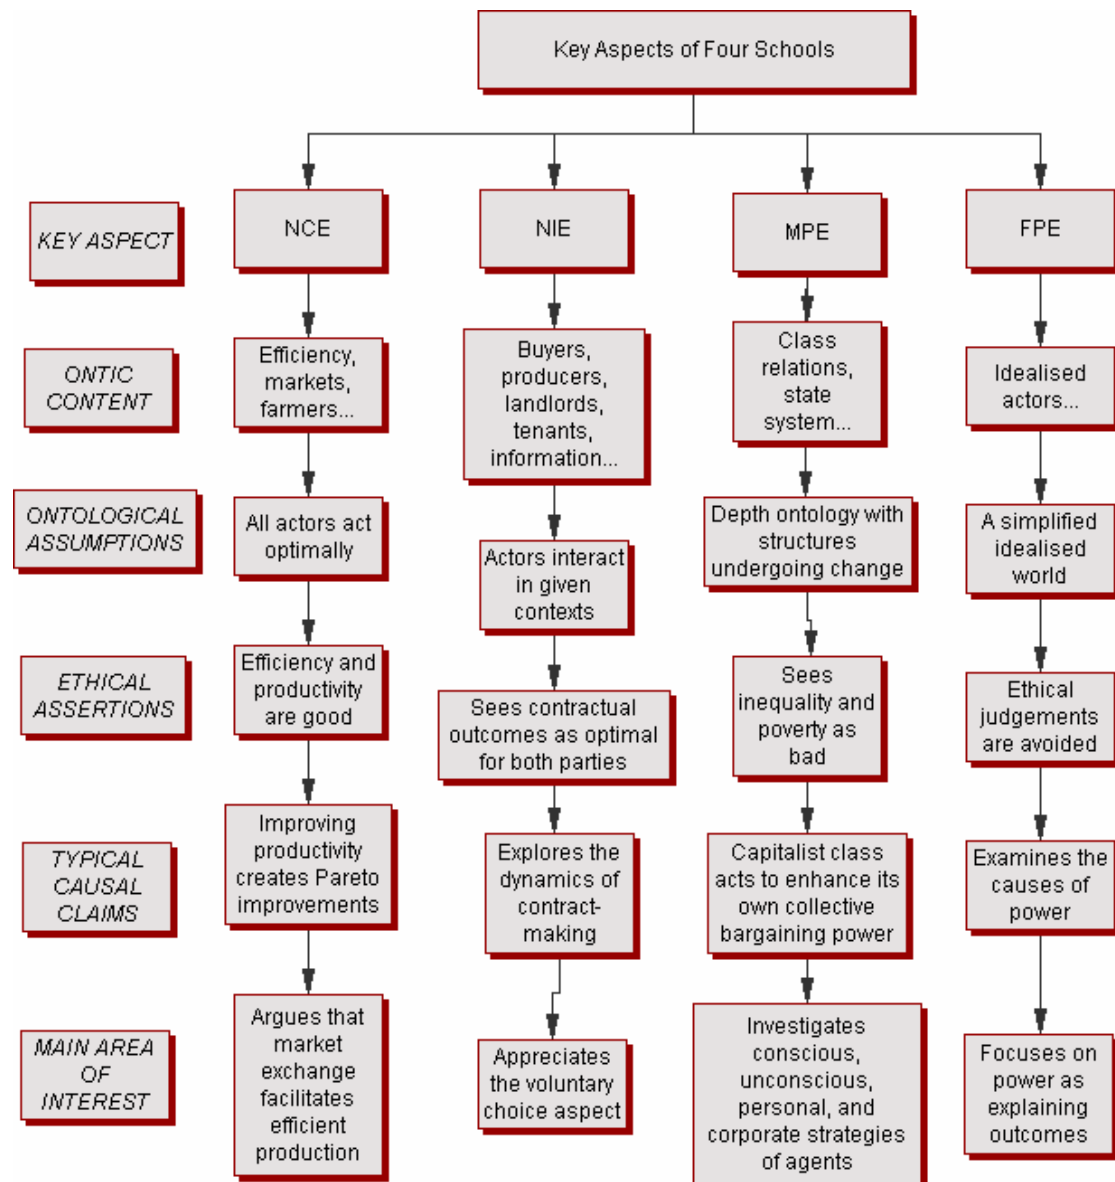 Key Aspects of Four Schools
KEY ASPECT
NCE
NIE
MPE
FPE
ONTIC
CONTENT
Efficiency,
markets,
farmers...
Buyers,
producers,
landlords,
tenants,
information...
Class
relations,
state
system...
Idealised
actors...
ONTOLOGICAL
ASSUMPTIONS
All actors act
optimally
Actors interact
in given
contexts
Depth ontology with
structures
undergoing change
A simplified
idealised
world
ETHICAL
ASSERTIONS
Efficiency and
productivity
are good
Sees contractual
outcomes as optimal
for both parties
Sees
inequality and
poverty as
bad
Ethical
judgements
are avoided
TYPICAL
CAUSAL
CLAIMS
Improving
productivity
creates Pareto
improvements
Explores the
dynamics of
contract-
making
Capitalist class
acts to enhance its
own collective
bargaining power
Examines the
causes of
power
MAIN AREA
OF
INTEREST
Argues that
market
exchange
facilitates
efficient
production
Appreciates
the voluntary
choice aspect
Investigates
conscious,
unconscious,
personal, and
corporate strategies
of agents
Focuses on
power as
explaining
outcomes